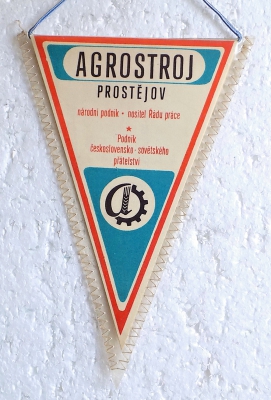 AGROSTROJ
PROSTĚJOV
národní podnik • nositel Řádu práce
★
Podnik
československo-sovětského
přátelství